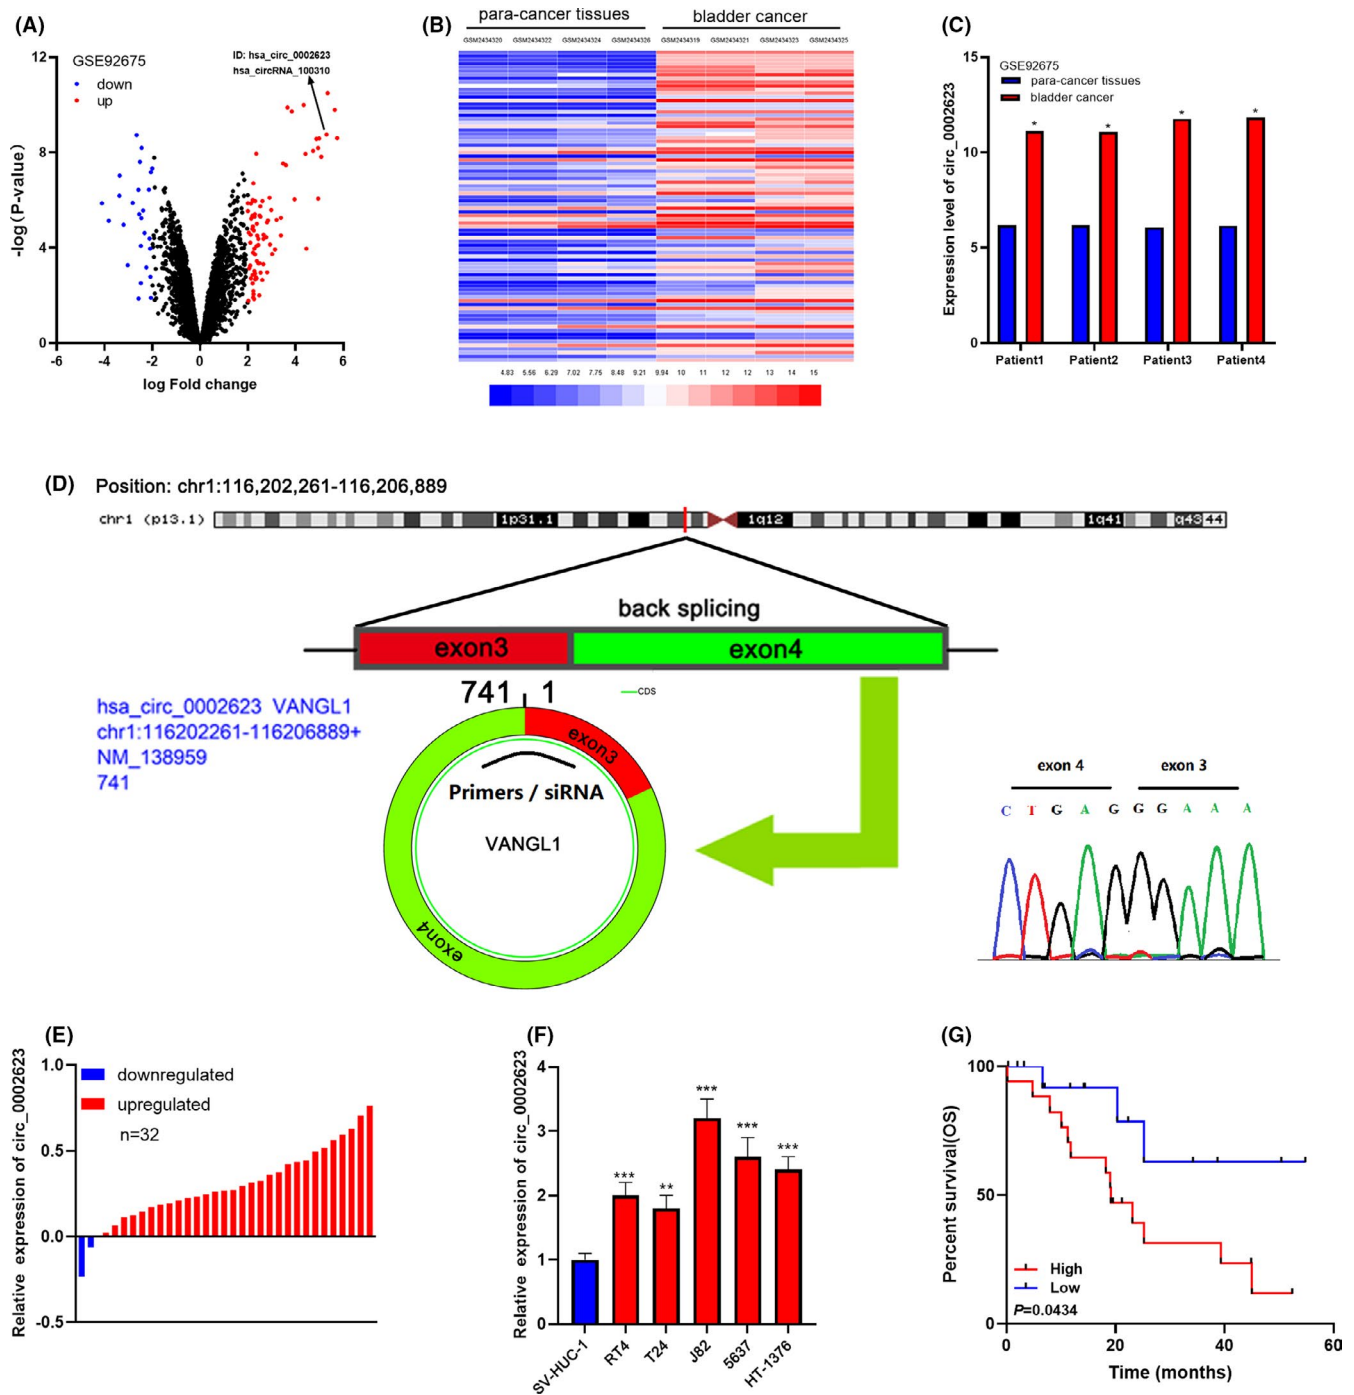 (A)
GSE92675
down
up
ID: hsa_circ_0002623
hsa_circRNA_100310
-log(P-value)
12
8
4
0
-6
-4
-2
0
2
4
6
log Fold change
(B)
para-cancer tissues
bladder cancer
GSM2434320 GSM2434322 GSM2434324 GSM2434326 GSM2434319 GSM2434321 GSM2434323 GSM2434325
4.83 5.56 6.29 7.02 7.75 8.48 9.21 9.94 10 11 12 12 13 14 15
(C)
GSE92675
para-cancer tissues
bladder cancer
Expression level of circ_0002623
15
10
5
0
* * * *
Patient1 Patient2 Patient3 Patient4
(D)
Position: chr1:116,202,261-116,206,889
chr1 (p13.1) 1p31.1 1q12 1q41 q43 44
back splicing
exon3 exon4
741 1
CDS
hsa_circ_0002623 VANGL1
chr1:116202261-116206889+
NM_138959
741
exon3
Primers / siRNA
VANGL1
exon4
exon 4 exon 3
C T G A G G G A A A
(E)
Relative expression of circ_0002623
1.0
0.5
0.0
-0.5
downregulated
upregulated
n=32
(F)
Relative expression of circ_0002623
4
3
2
1
0
*** ** *** *** ***
SV-HUC-1 RT4 T24 J82 5637 HT-1376
(G)
Percent survival(OS)
100
50
0
High
Low
P=0.0434
0 20 40 60
Time (months)